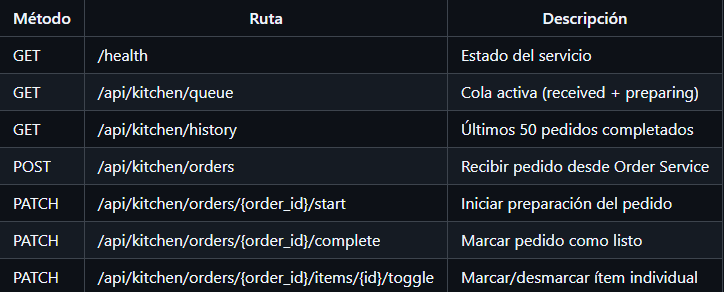 Método Ruta Descripción
GET /health Estado del servicio
GET /api/kitchen/queue Cola activa (received + preparing)
GET /api/kitchen/history Últimos 50 pedidos completados
POST /api/kitchen/orders Recibir pedido desde Order Service
PATCH /api/kitchen/orders/{order_id}/start Iniciar preparación del pedido
PATCH /api/kitchen/orders/{order_id}/complete Marcar pedido como listo
PATCH /api/kitchen/orders/{order_id}/items/{id}/toggle Marcar/desmarcar ítem individual